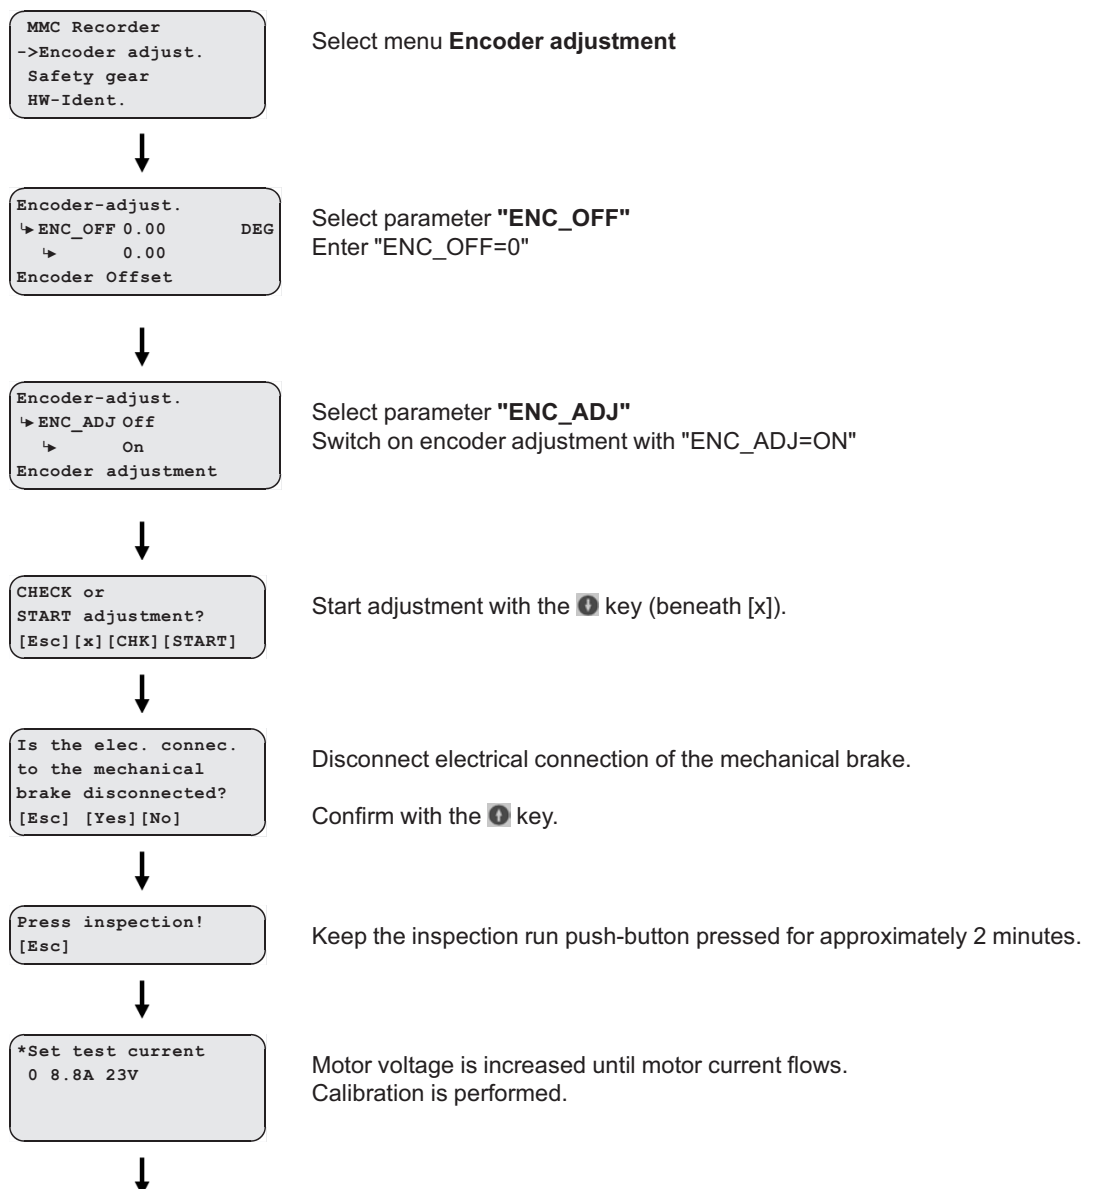 MMC Recorder
->Encoder adjust.
Safety gear
HW-Ident.
Select menu Encoder adjustment
Encoder-adjust.
↳ENC_OFF 0.00 DEG
↳ 0.00
Encoder Offset
Select parameter "ENC_OFF"
Enter "ENC_OFF=0"
Encoder-adjust.
↳ENC_ADJ Off
↳ On
Encoder adjustment
Select parameter "ENC_ADJ"
Switch on encoder adjustment with "ENC_ADJ=ON"
CHECK or
START adjustment?
[Esc][x][CHK][START]
Start adjustment with the key (beneath [x]).
Is the elec. connec.
to the mechanical
brake disconnected?
[Esc] [Yes][No]
Disconnect electrical connection of the mechanical brake.
Confirm with the key.
Press inspection!
[Esc]
Keep the inspection run push-button pressed for approximately 2 minutes.
*Set test current
0 8.8A 23V
Motor voltage is increased until motor current flows.
Calibration is performed.